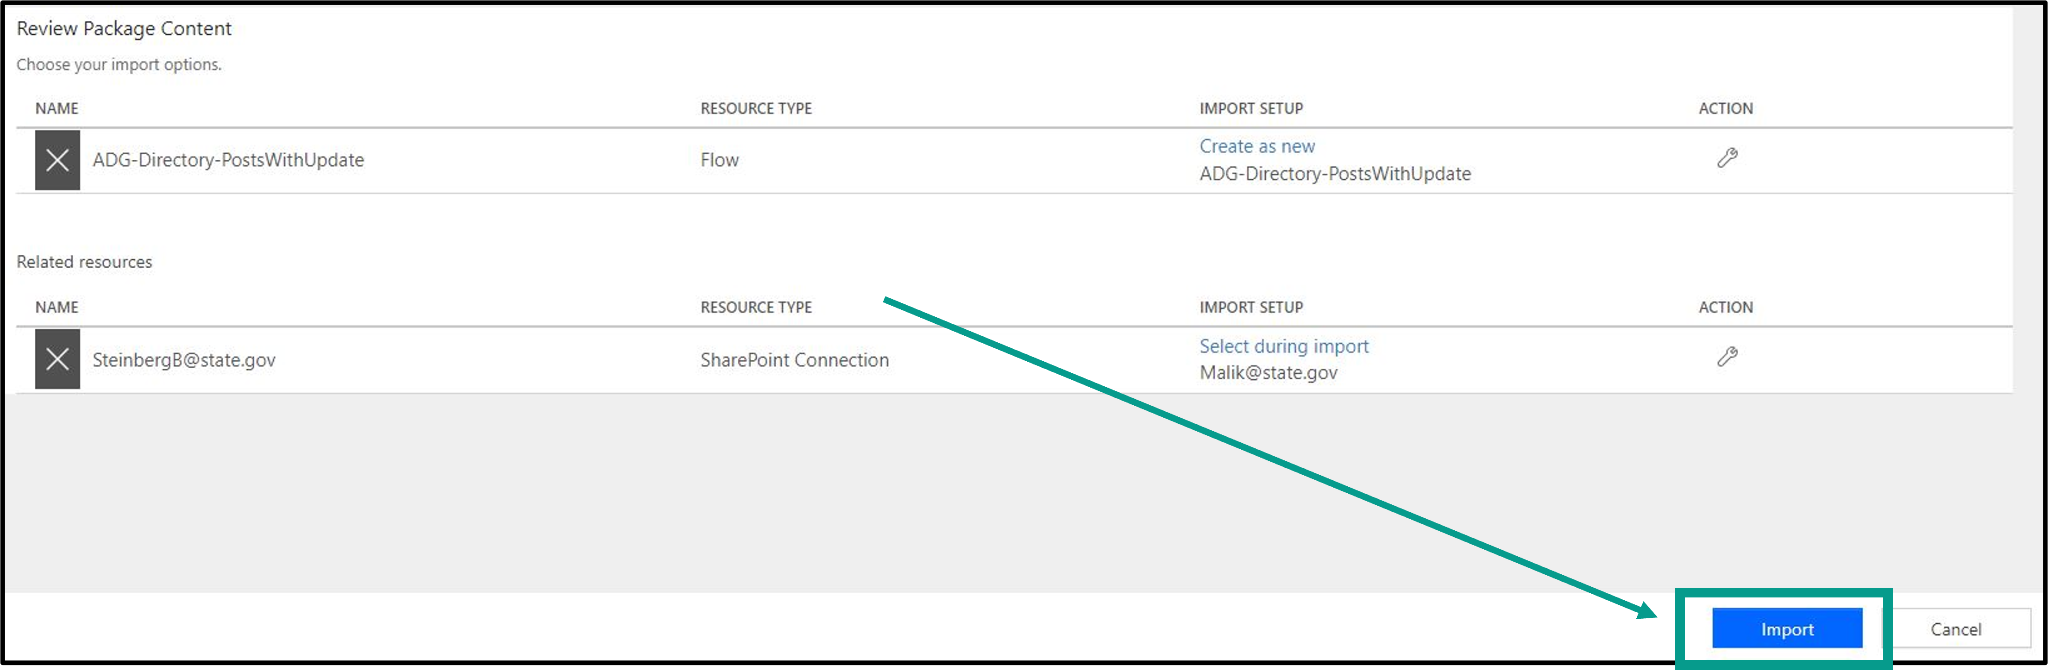 Review Package Content
Choose your import options.
NAME RESOURCE TYPE IMPORT SETUP ACTION
ADG-Directory-PostsWithUpdate Flow Create as new
ADG-Directory-PostsWithUpdate
Related resources
NAME RESOURCE TYPE IMPORT SETUP ACTION
SteinbergB@state.gov SharePoint Connection Select during import
Malik@state.gov
Import Cancel